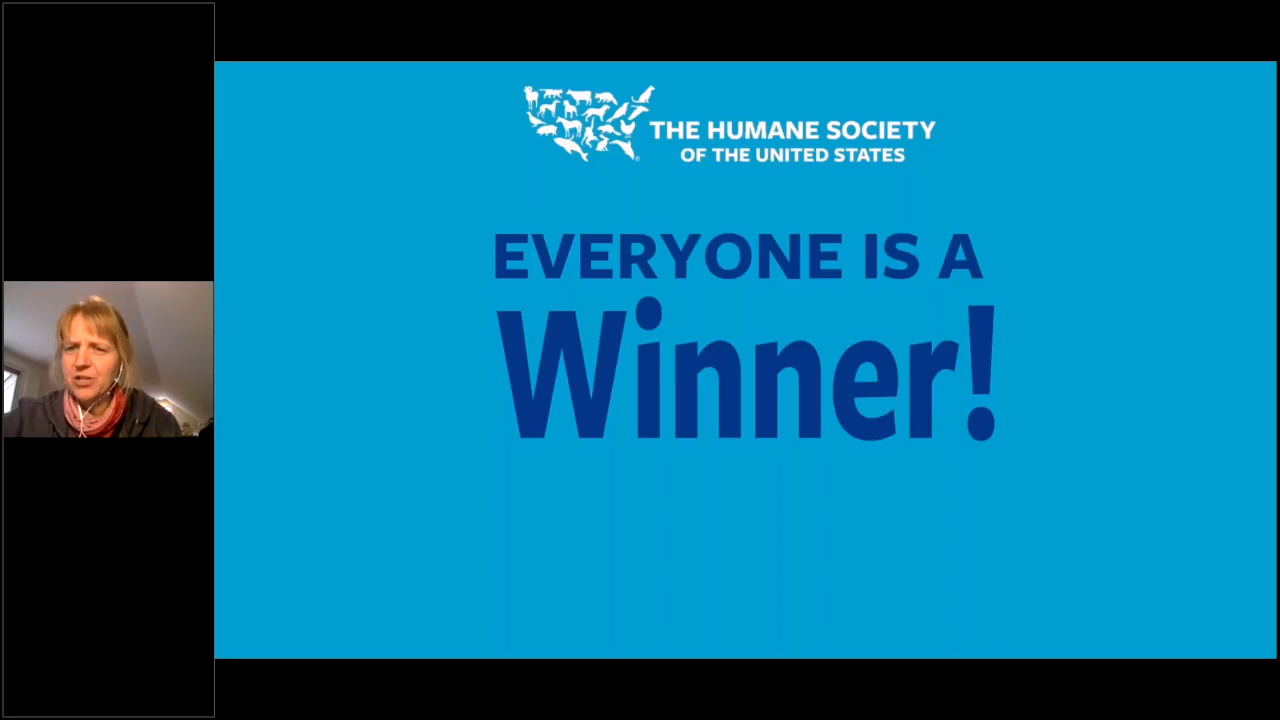 THE HUMANE SOCIETY
OF THE UNITED STATES
EVERYONE IS A
Winner!